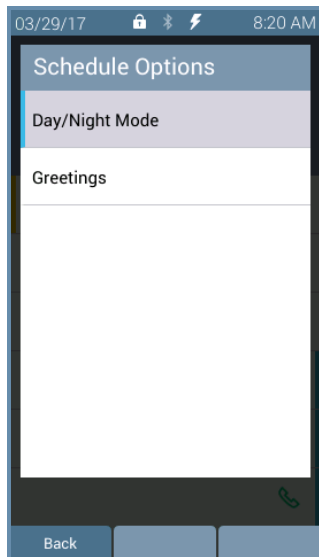 03/29/17 8:20 AM
Schedule Options
Day/Night Mode
Greetings
Back